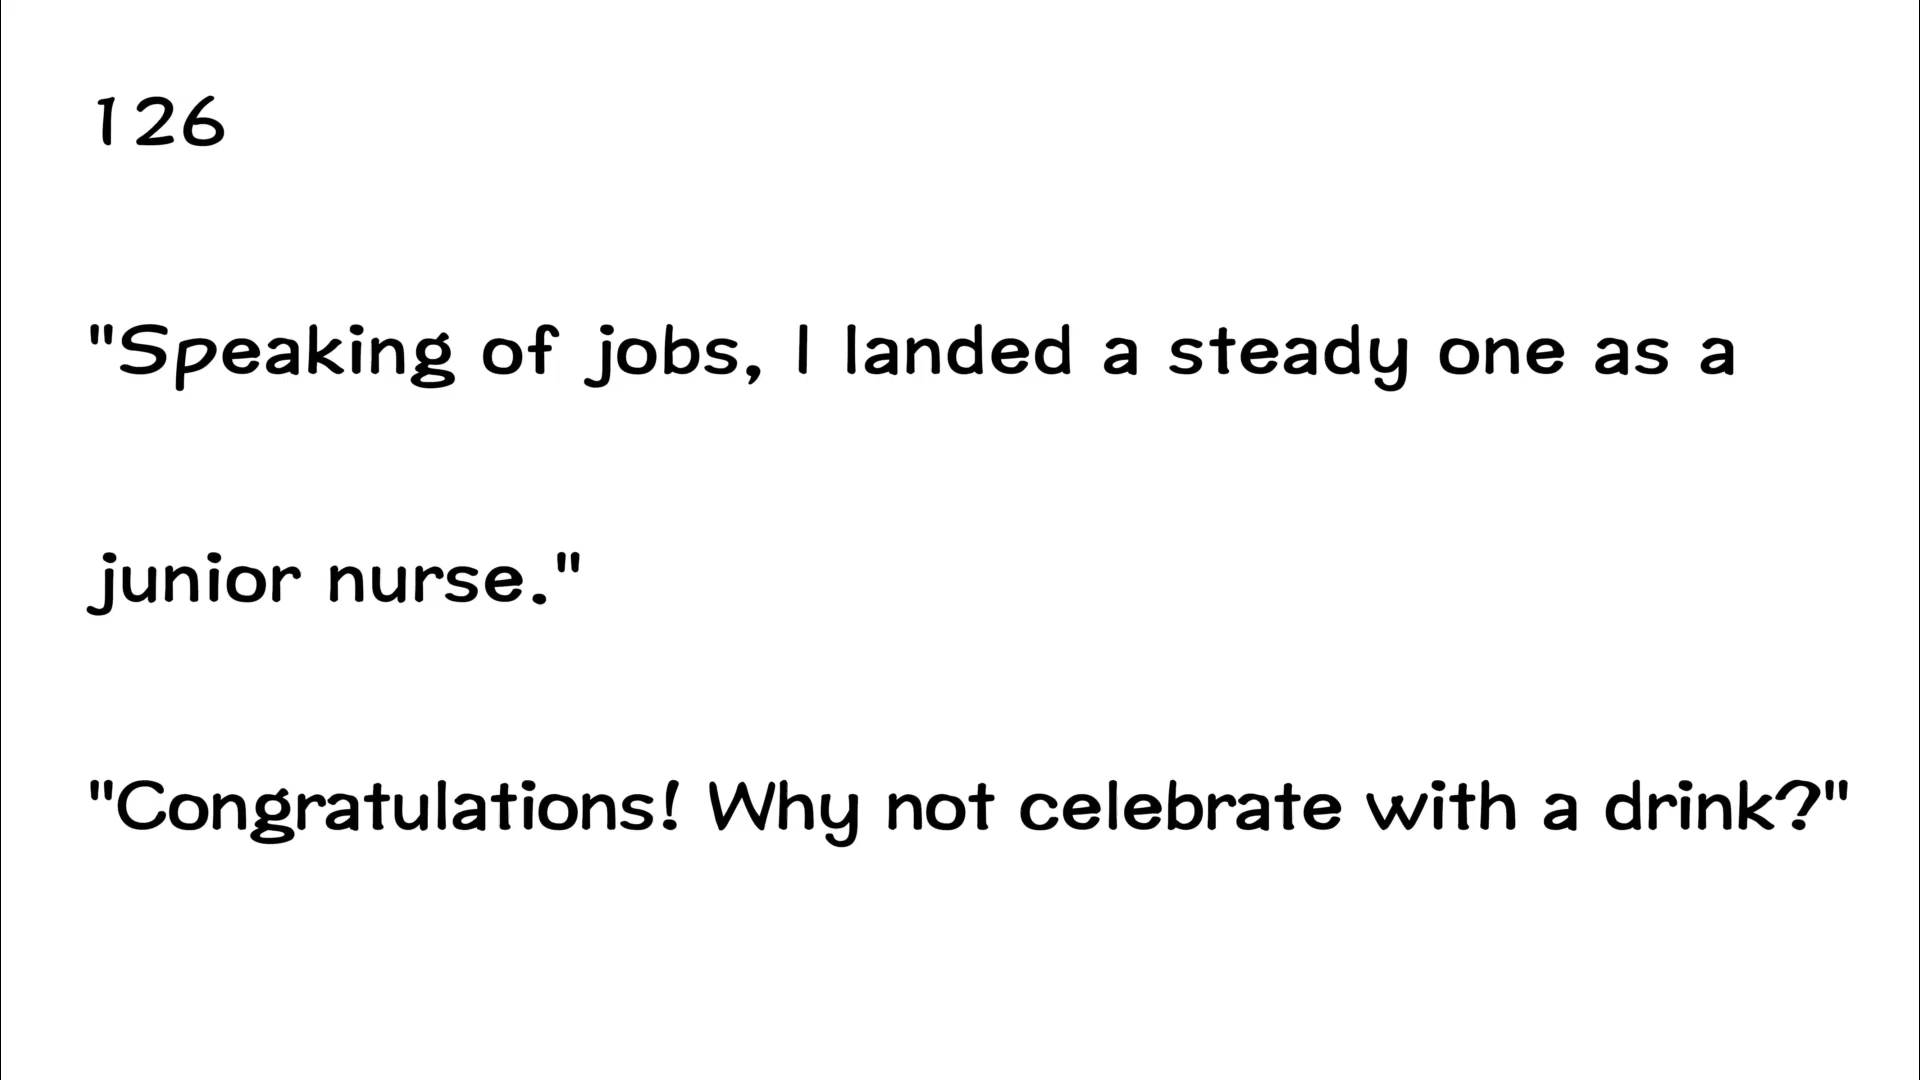 126
"Speaking of jobs, I landed a steady one as a
junior nurse."
"Congratulations! Why not celebrate with a drink?"